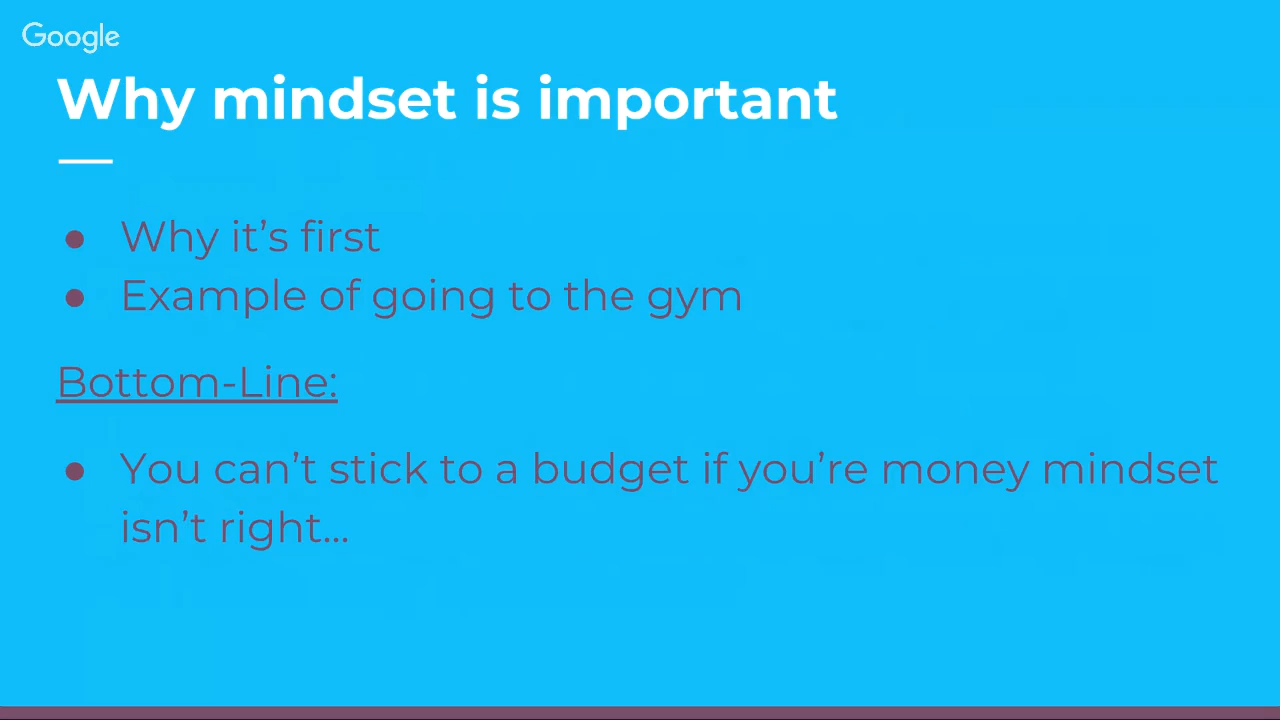 Google
Why mindset is important
● Why it’s first
● Example of going to the gym
Bottom-Line:
● You can’t stick to a budget if you’re money mindset
isn’t right...